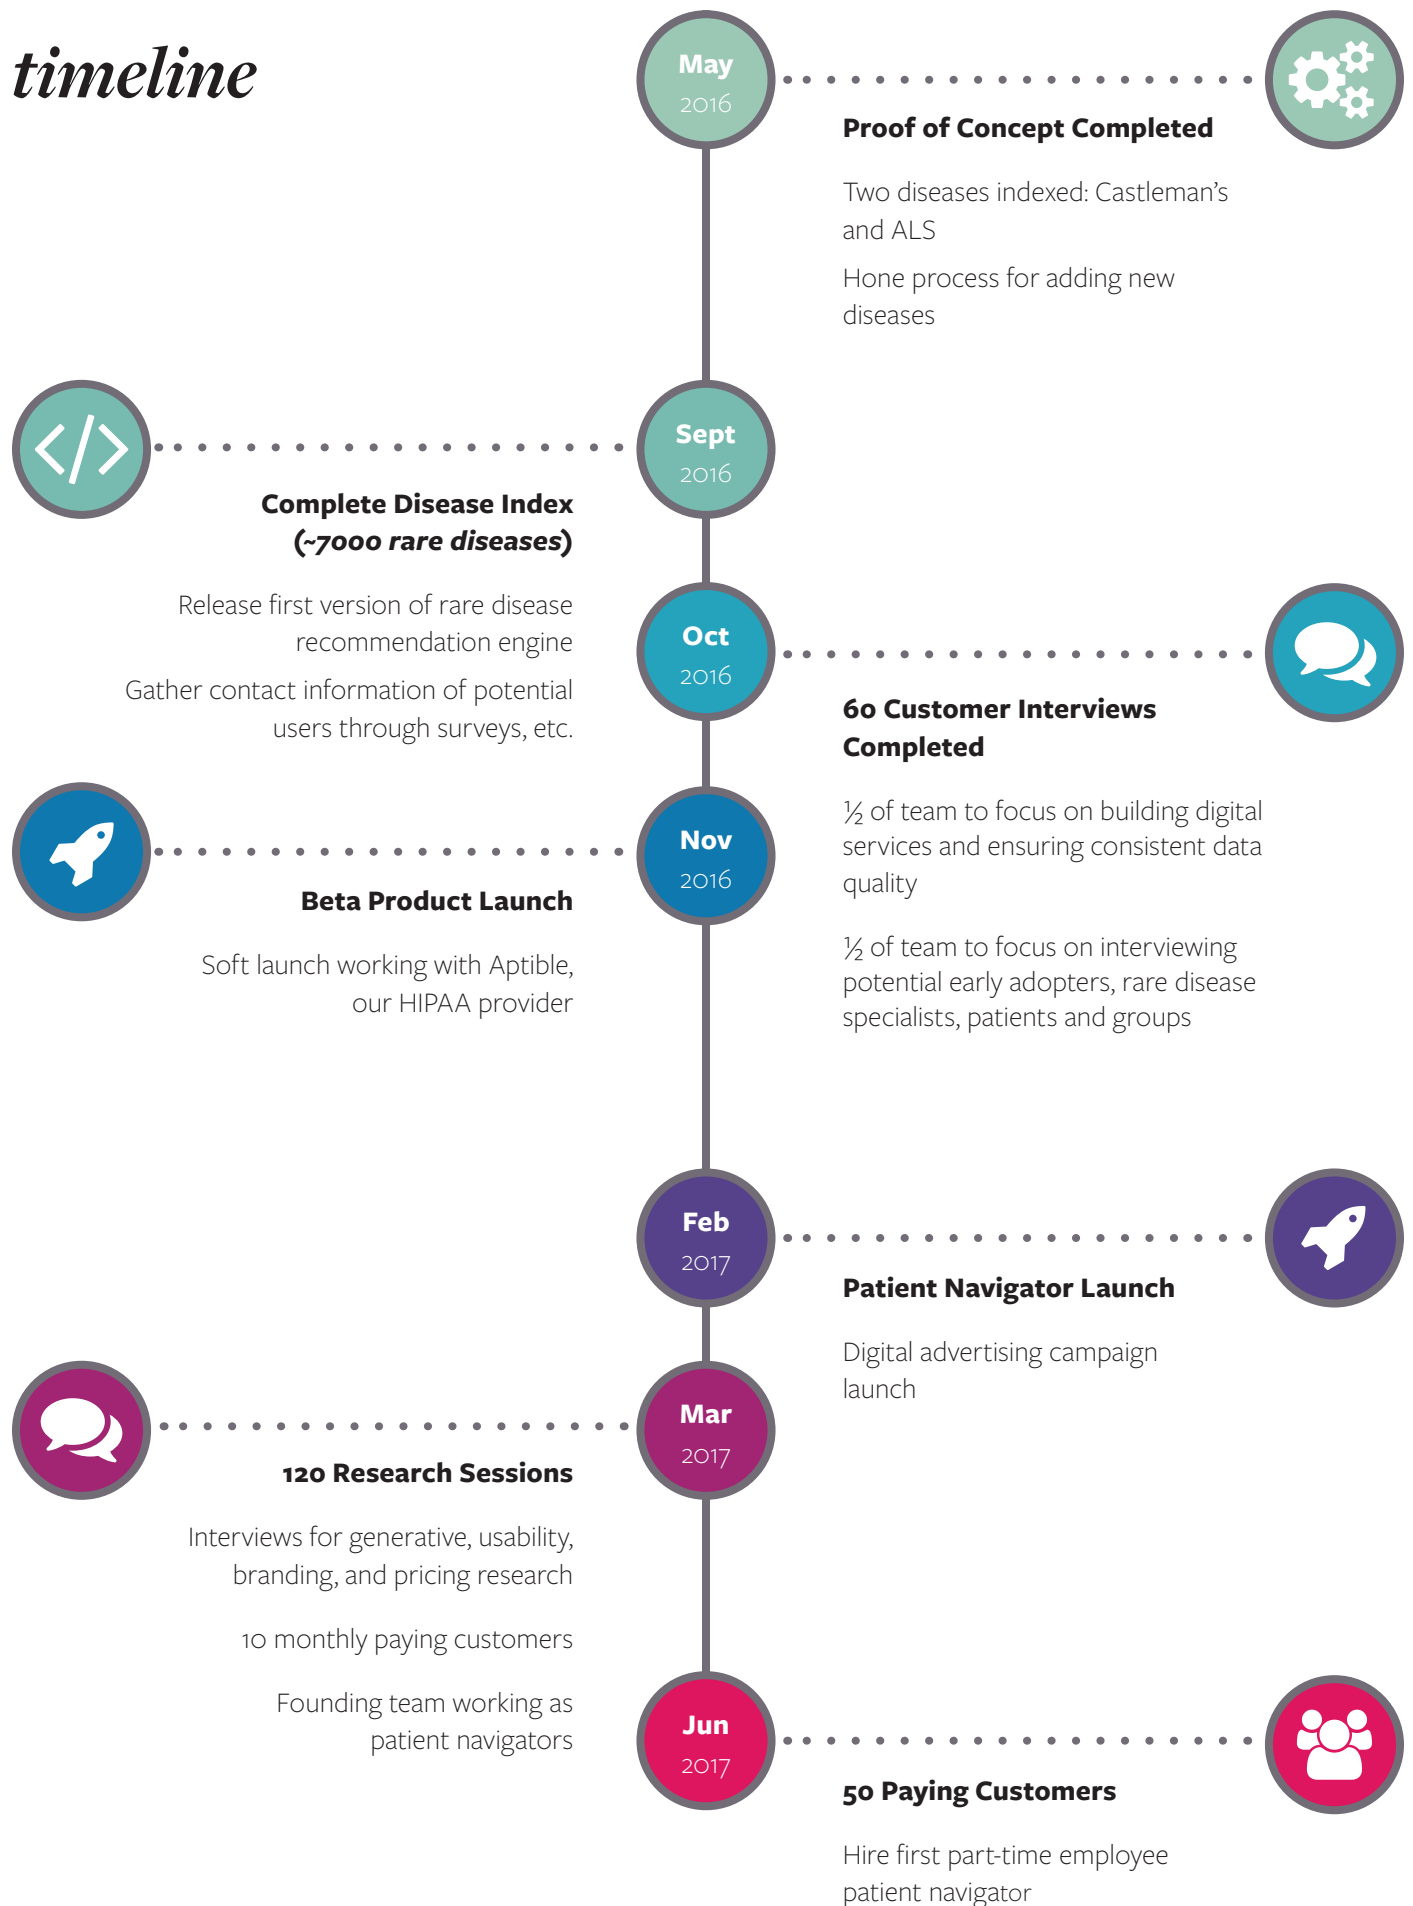 timeline
May
2016
Proof of Concept Completed
Two diseases indexed: Castleman’s
and ALS
Hone process for adding new
diseases
Sept
2016
Complete Disease Index
(~7000 rare diseases)
Release first version of rare disease
recommendation engine
Gather contact information of potential
users through surveys, etc.
Oct
2016
60 Customer Interviews
Completed
½ of team to focus on building digital
services and ensuring consistent data
quality
½ of team to focus on interviewing
potential early adopters, rare disease
specialists, patients and groups
Nov
2016
Beta Product Launch
Soft launch working with Aptible,
our HIPAA provider
Feb
2017
Patient Navigator Launch
Digital advertising campaign
launch
Mar
2017
120 Research Sessions
Interviews for generative, usability,
branding, and pricing research
10 monthly paying customers
Founding team working as
patient navigators
Jun
2017
50 Paying Customers
Hire first part-time employee
patient navigator